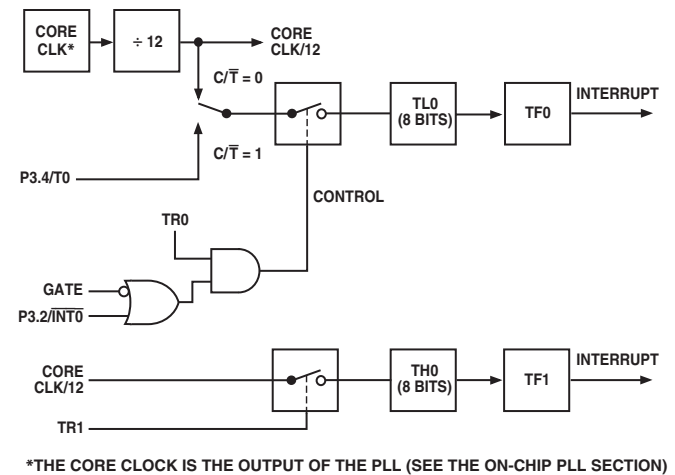 CORE
CLK*
÷ 12
CORE
CLK/12
C/T̅ = 0
TL0
(8 BITS)
TF0
INTERRUPT
C/T̅ = 1
P3.4/T0
CONTROL
TR0
GATE
P3.2/I̅N̅T̅0̅
CORE
CLK/12
TH0
(8 BITS)
TF1
INTERRUPT
TR1
*THE CORE CLOCK IS THE OUTPUT OF THE PLL (SEE THE ON-CHIP PLL SECTION)